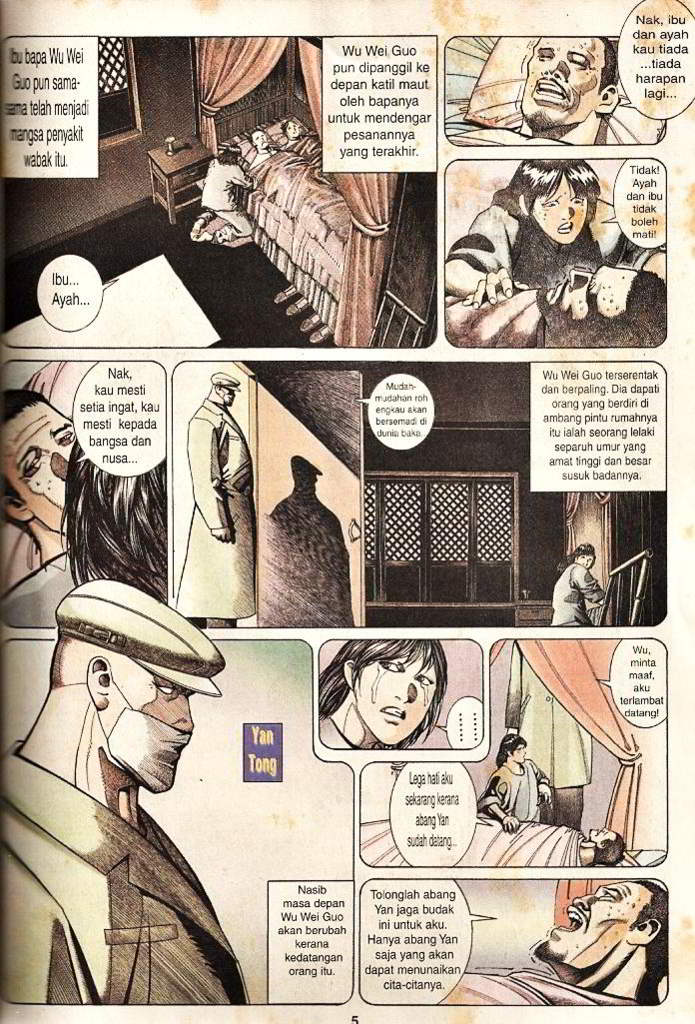 Ibu bapa Wu Wei
Guo pun sama-
sama telah menjadi
mangsa penyakit
wabak itu.
Wu Wei Guo
pun dipanggil ke
depan katil maut
oleh bapanya
untuk mendengar
pesanannya
yang terakhir.
Ibu...
Ayah...
Nak, ibu
dan ayah
kau tiada
...tiada
harapan
lagi...
Tidak!
Ayah
dan ibu
tidak
boleh
mati!
Nak,
kau mesti
setia ingat, kau
mesti kepada
bangsa dan
nusa...
Mudah-
mudahan roh
engkau akan
bersemadi di
dunia baka.
Wu Wei Guo terserentak
dan berpaling. Dia dapati
orang yang berdiri di
ambang pintu rumahnya
itu ialah seorang lelaki
separuh umur yang
amat tinggi dan besar
susuk badannya.
Yan
Tong
Nasib
masa depan
Wu Wei Guo
akan berubah
kerana
kedatangan
orang itu.
......
Wu,
minta
maaf,
aku
terlambat
datang!
Lega hati aku
sekarang kerana
abang Yan
sudah datang...
Tolonglah abang
Yan jaga budak
ini untuk aku.
Hanya abang Yan
saja yang akan
dapat menunaikan
cita-citanya.
5